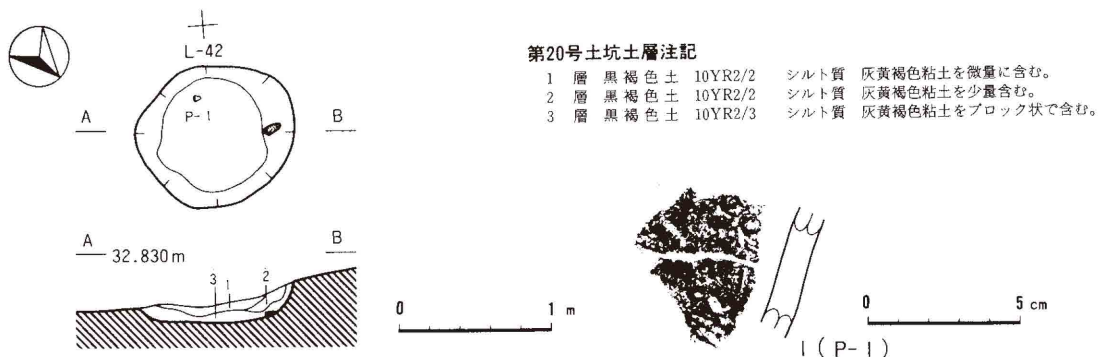 L-42
A
P-1
B
第20号土坑土層注記
1 層 黒褐色土 10YR2/2 シルト質 灰黄褐色粘土を微量に含む。
2 層 黒褐色土 10YR2/2 シルト質 灰黄褐色粘土を少量含む。
3 層 黒褐色土 10YR2/3 シルト質 灰黄褐色粘土をブロック状で含む。
A
32.830m
B
3 1 2
0 1 m
0 5 cm
1 (P-1)